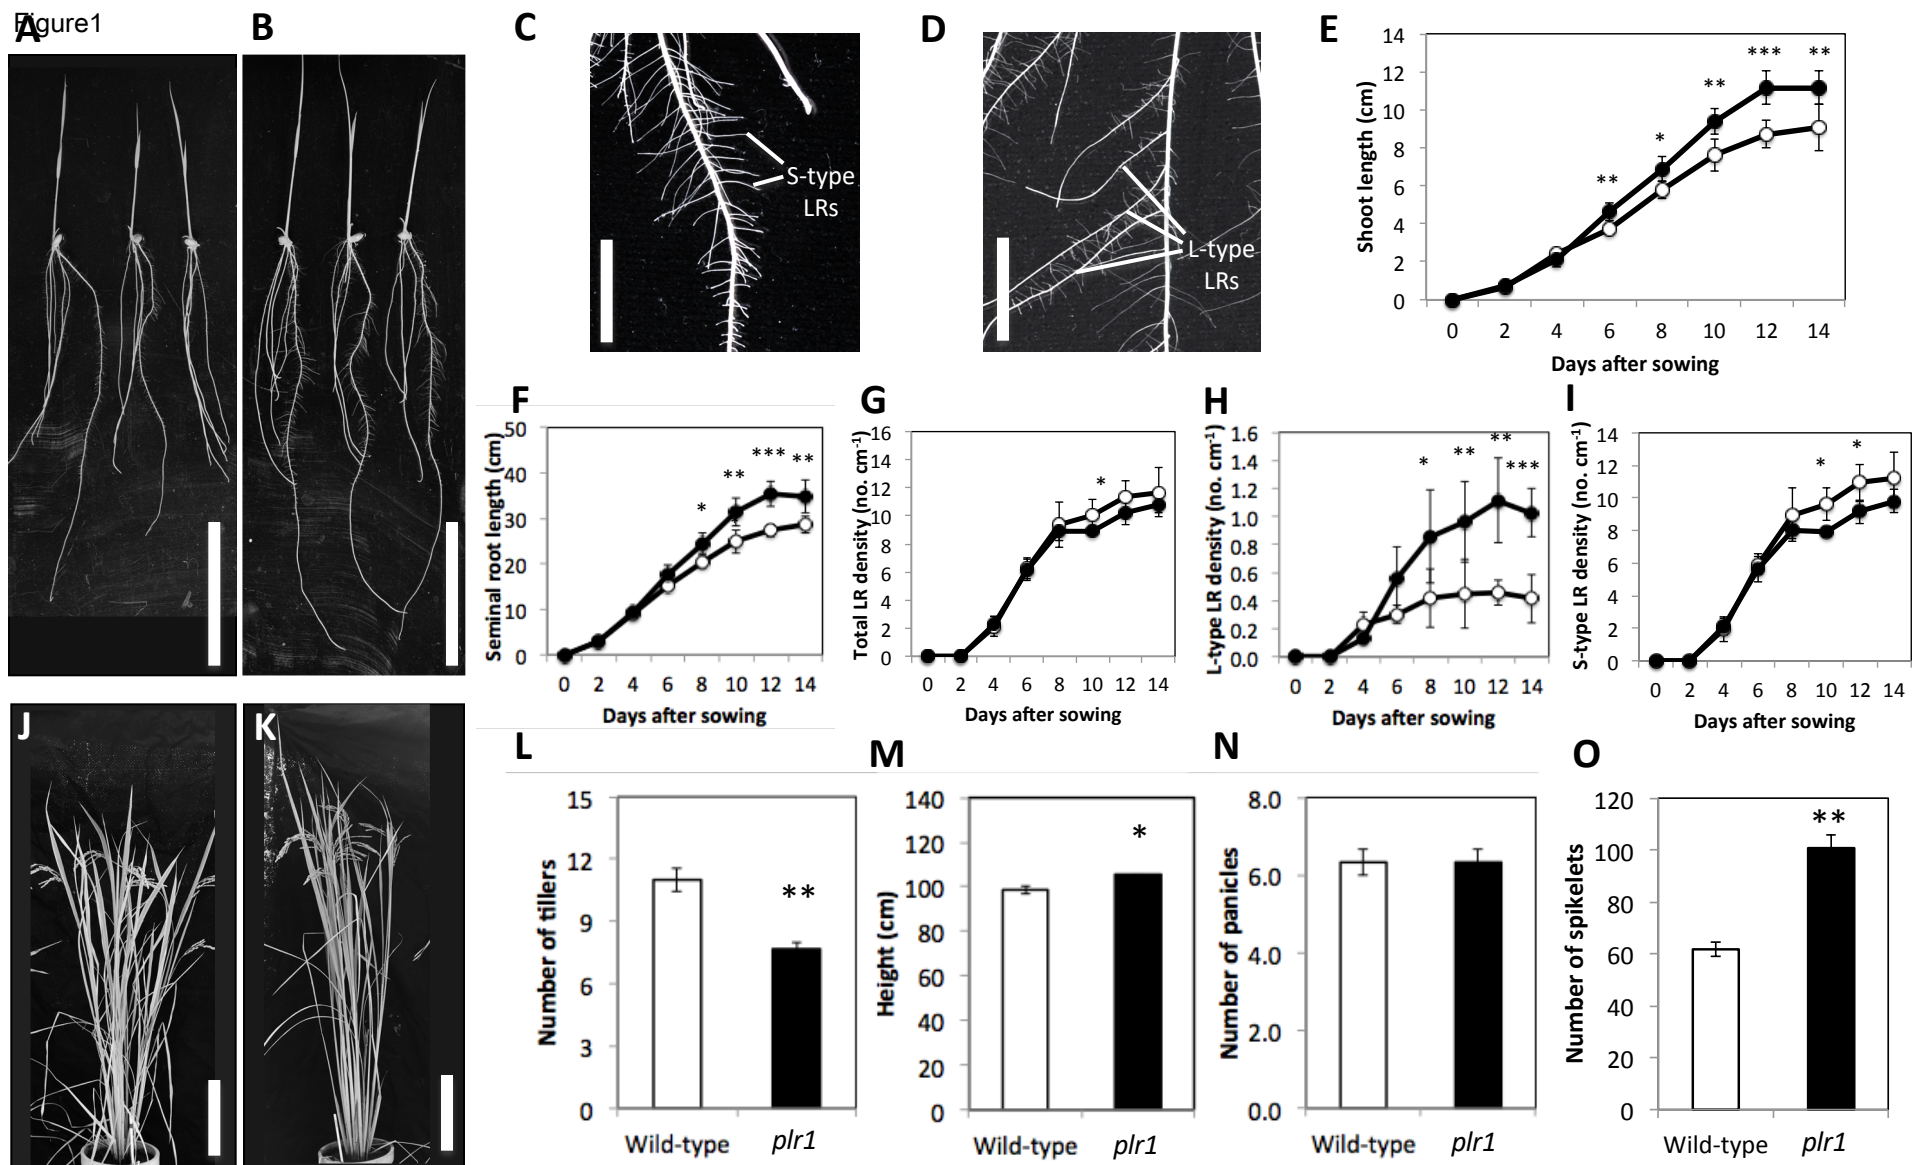 Figure1
A
B
C
S-type
LRs
D
L-type
LRs
E
Shoot length (cm)
14
12
10
8
6
4
2
0
** * ** *** **
0 2 4 6 8 10 12 14
Days after sowing
F
Seminal root length (cm)
50
40
30
20
10
0
* ** *** **
0 2 4 6 8 10 12 14
Days after sowing
G
Total LR density (no. cm-1)
16
14
12
10
8
6
4
2
0
*
0 2 4 6 8 10 12 14
Days after sowing
H
L-type LR density (no. cm-1)
1.6
1.4
1.2
1.0
0.8
0.6
0.4
0.2
0.0
* ** ** ***
0 2 4 6 8 10 12 14
Days after sowing
I
S-type LR density (no. cm-1)
14
12
10
8
6
4
2
0
* *
0 2 4 6 8 10 12 14
Days after sowing
J
K
L
Number of tillers
15
12
9
6
3
0
**
Wild-type plr1
M
Height (cm)
140
120
100
80
60
40
20
0
*
Wild-type plr1
N
Number of panicles
8.0
6.0
4.0
2.0
0.0
Wild-type plr1
O
Number of spikelets
120
100
80
60
40
20
0
**
Wild-type plr1